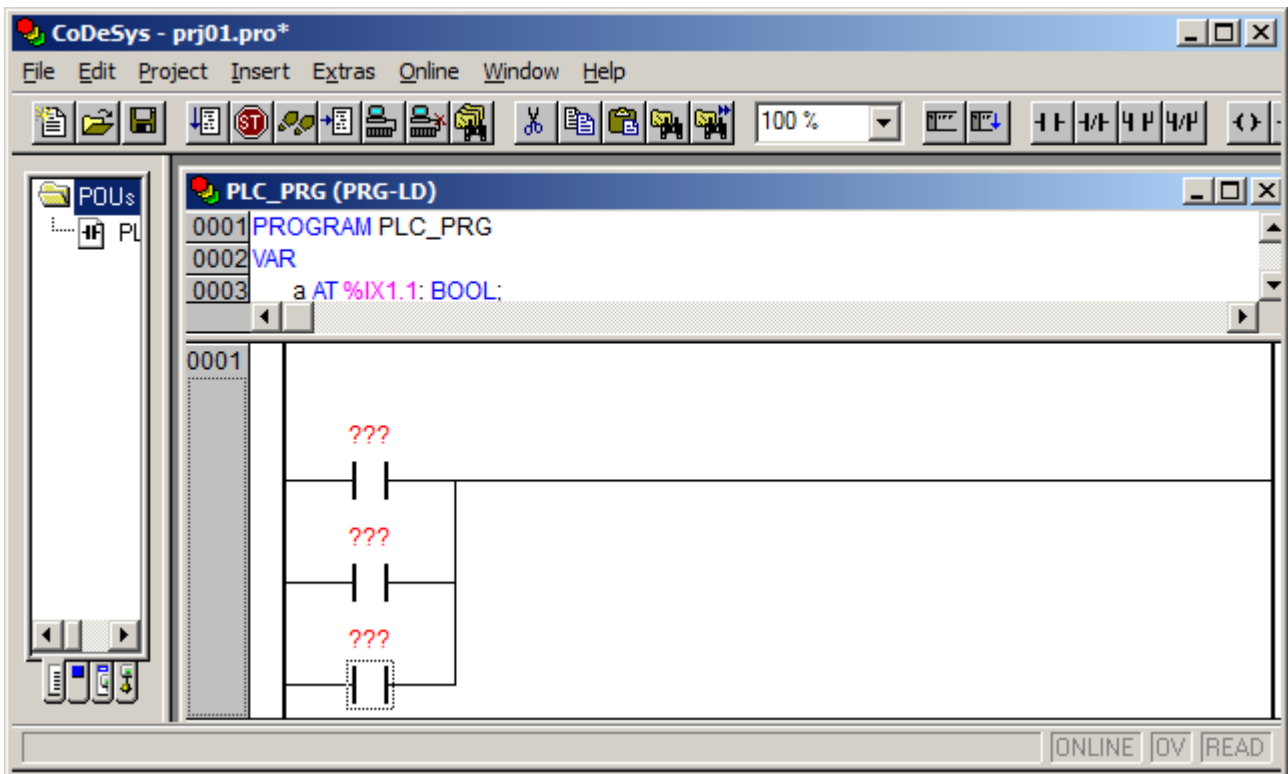 CoDeSys - prj01.pro*
File Edit Project Insert Extras Online Window Help
ST 100 %
POUs
PL
PLC_PRG (PRG-LD)
0001 PROGRAM PLC_PRG
0002 VAR
0003 a AT %IX1.1: BOOL;
0001
???
???
???
ONLINE OV READ